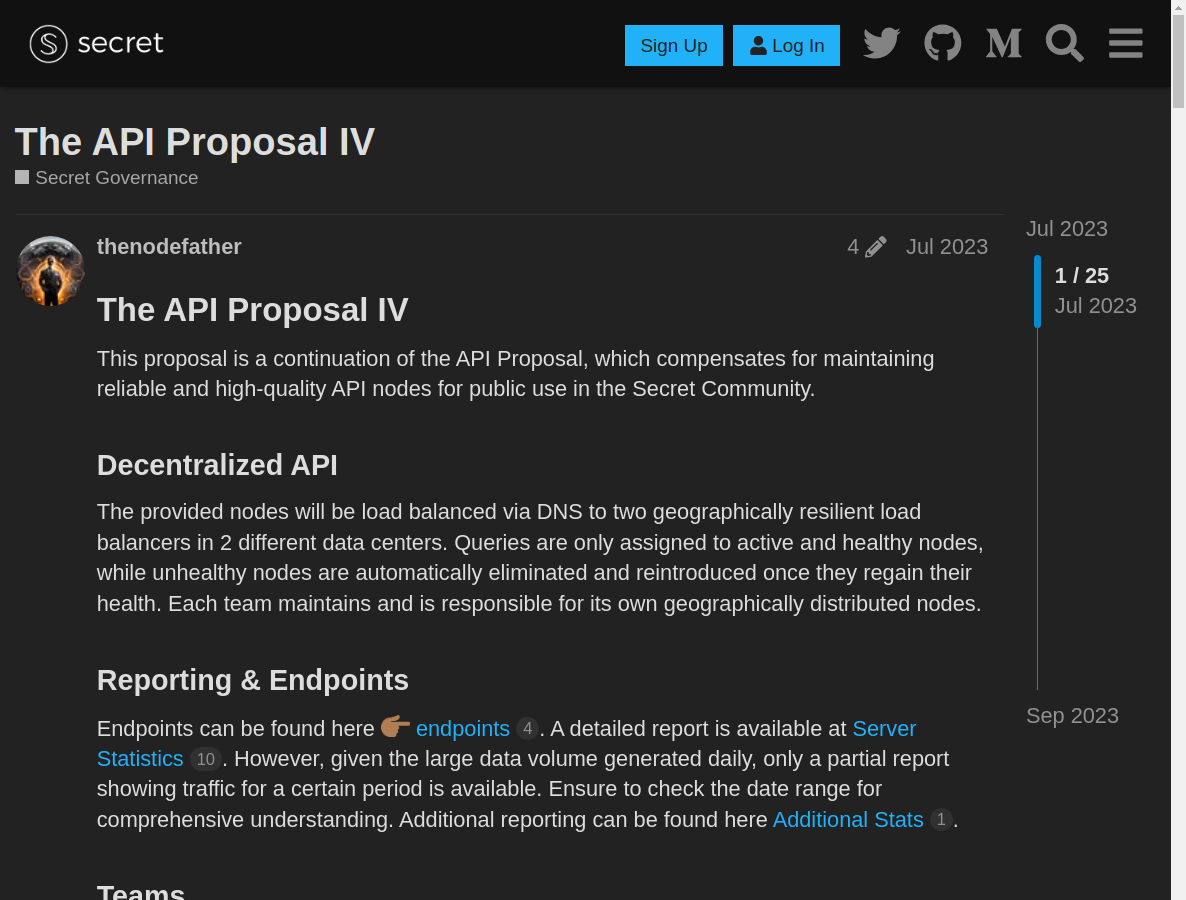 secret
Sign Up
Log In
The API Proposal IV
Secret Governance
thenodefather
4
Jul 2023
Jul 2023
1 / 25
Jul 2023
The API Proposal IV
This proposal is a continuation of the API Proposal, which compensates for maintaining
reliable and high-quality API nodes for public use in the Secret Community.
Decentralized API
The provided nodes will be load balanced via DNS to two geographically resilient load
balancers in 2 different data centers. Queries are only assigned to active and healthy nodes,
while unhealthy nodes are automatically eliminated and reintroduced once they regain their
health. Each team maintains and is responsible for its own geographically distributed nodes.
Reporting & Endpoints
Sep 2023
Endpoints can be found here 👉🏽 endpoints 4. A detailed report is available at Server
Statistics 10. However, given the large data volume generated daily, only a partial report
showing traffic for a certain period is available. Ensure to check the date range for
comprehensive understanding. Additional reporting can be found here Additional Stats 1.
Teams